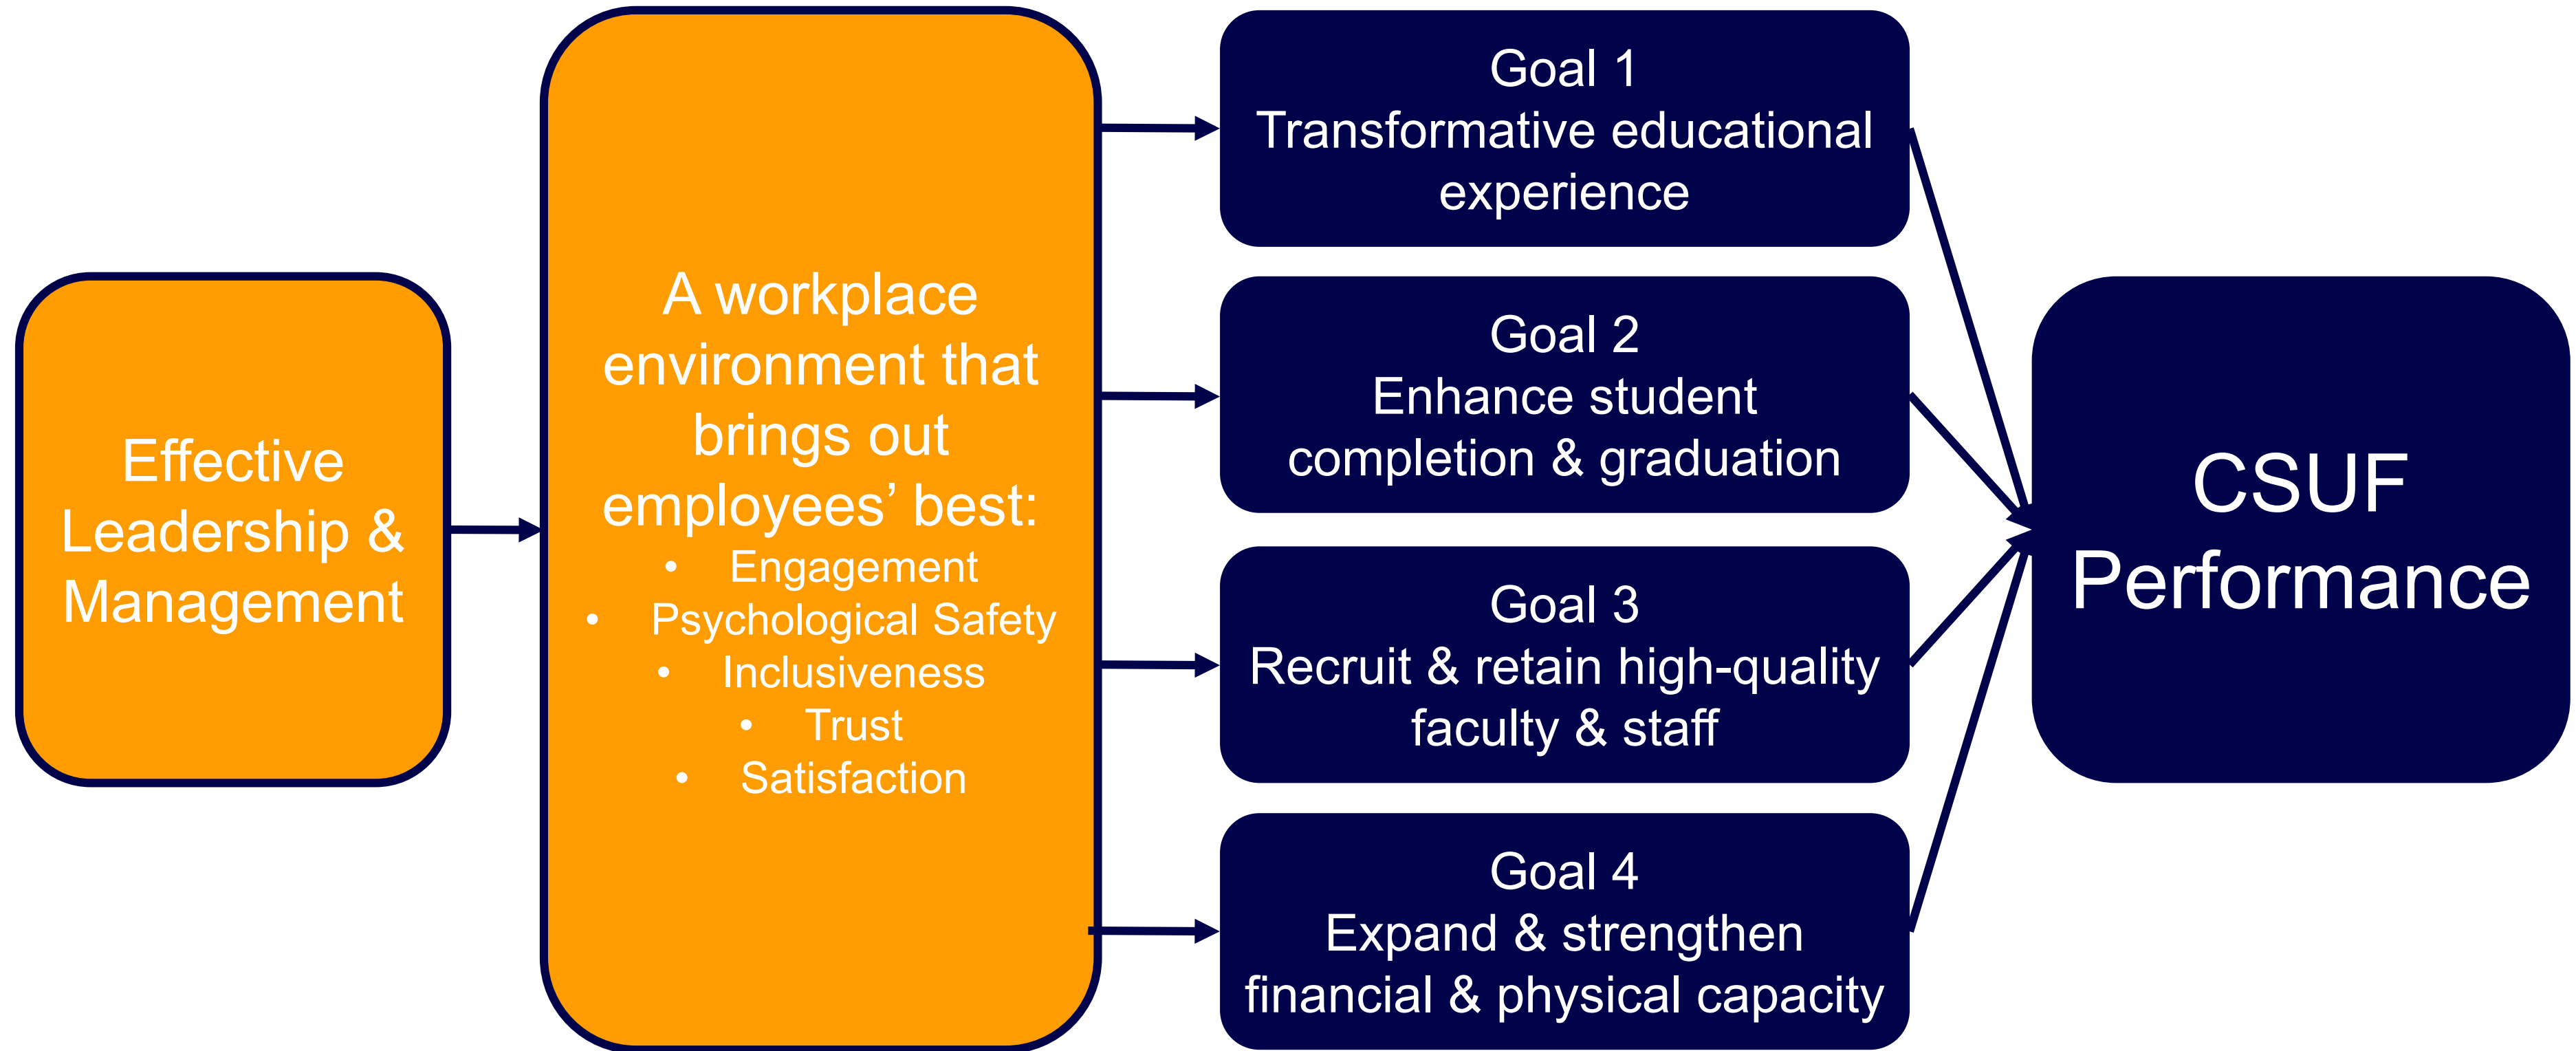 Effective
Leadership &
Management
A workplace
environment that
brings out
employees’ best:
• Engagement
• Psychological Safety
• Inclusiveness
• Trust
• Satisfaction
Goal 1
Transformative educational
experience
Goal 2
Enhance student
completion & graduation
Goal 3
Recruit & retain high-quality
faculty & staff
Goal 4
Expand & strengthen
financial & physical capacity
CSUF
Performance